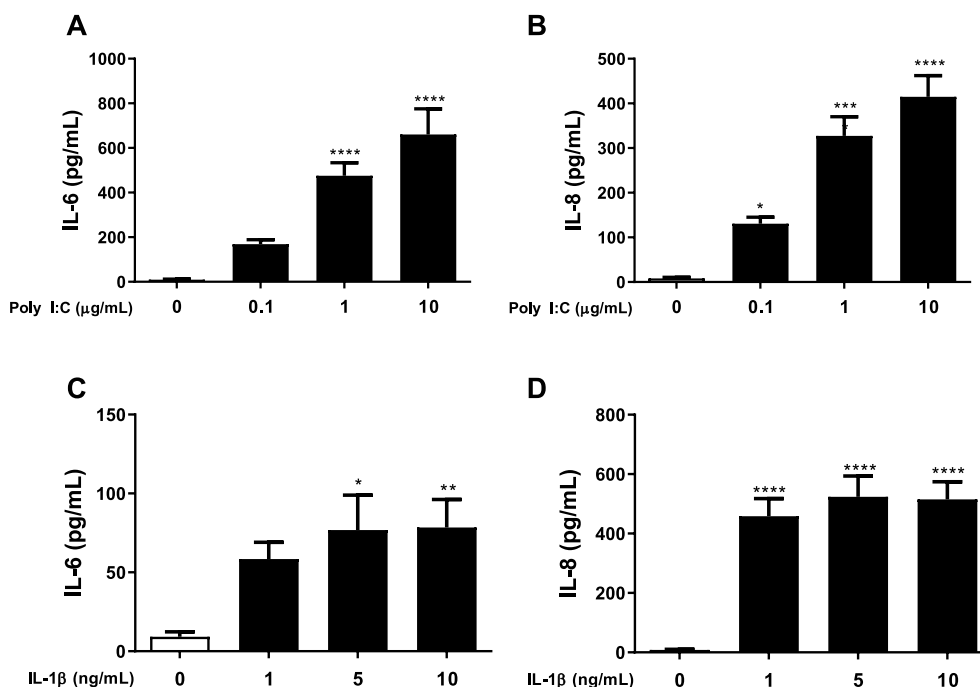 A
1000
800
600
400
200
0
IL-6 (pg/mL)
****
****
Poly I:C (μg/mL) 0 0.1 1 10
B
500
400
300
200
100
0
IL-8 (pg/mL)
*
***
*
****
Poly I:C (μg/mL) 0 0.1 1 10
C
150
100
50
0
IL-6 (pg/mL)
*
**
IL-1β (ng/mL) 0 1 5 10
D
800
600
400
200
0
IL-8 (pg/mL)
****
****
****
IL-1β (ng/mL) 0 1 5 10